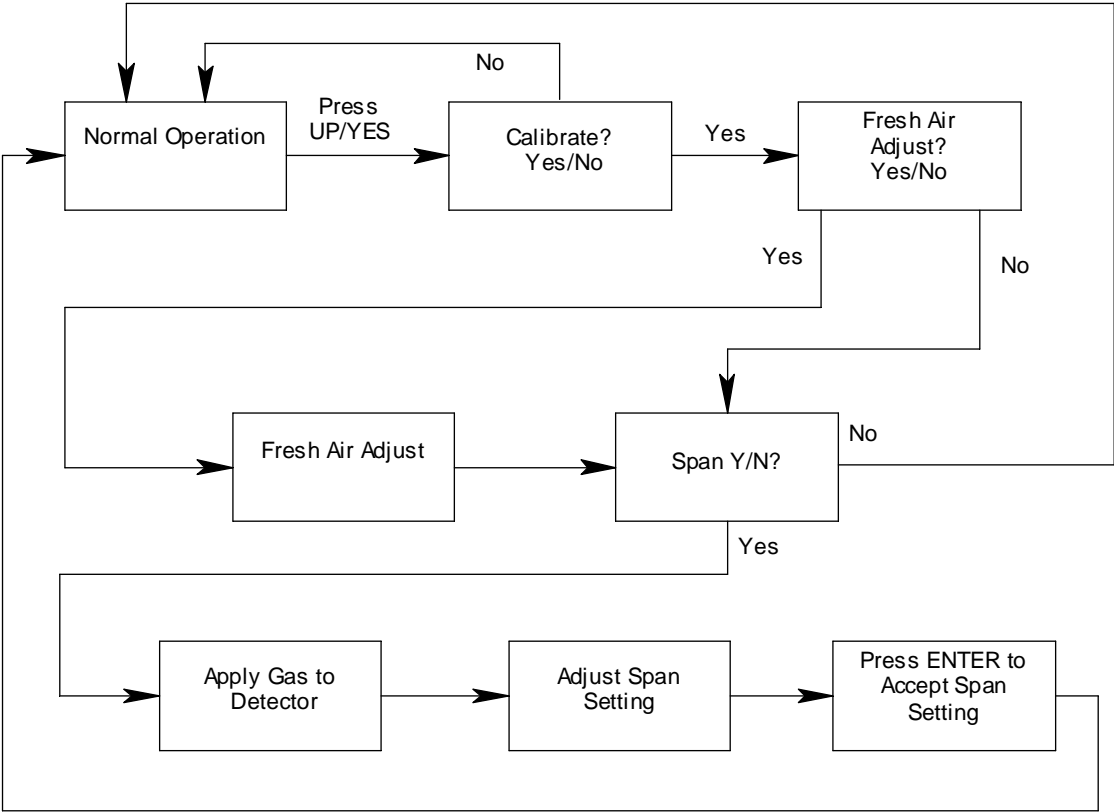 No
Normal Operation
Press
UP/YES
Calibrate?
Yes/No
Yes
Fresh Air
Adjust?
Yes/No
Yes
No
Fresh Air Adjust
Span Y/N?
No
Yes
Apply Gas to
Detector
Adjust Span
Setting
Press ENTER to
Accept Span
Setting